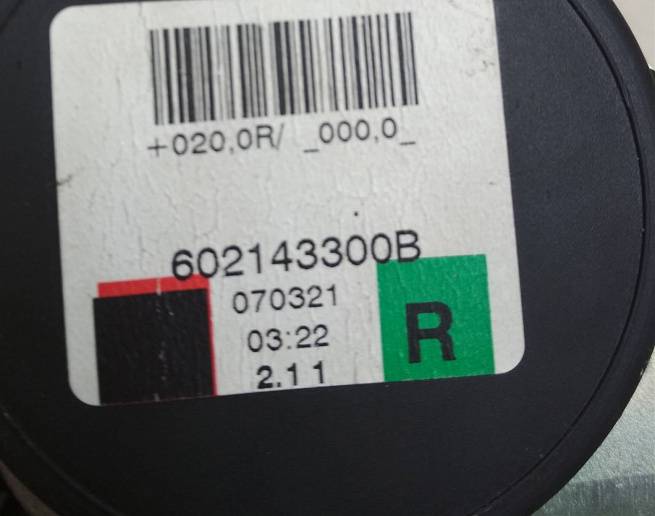 +020,0R/ _000,0_
602143300B
070321
03:22
R
2.1 1